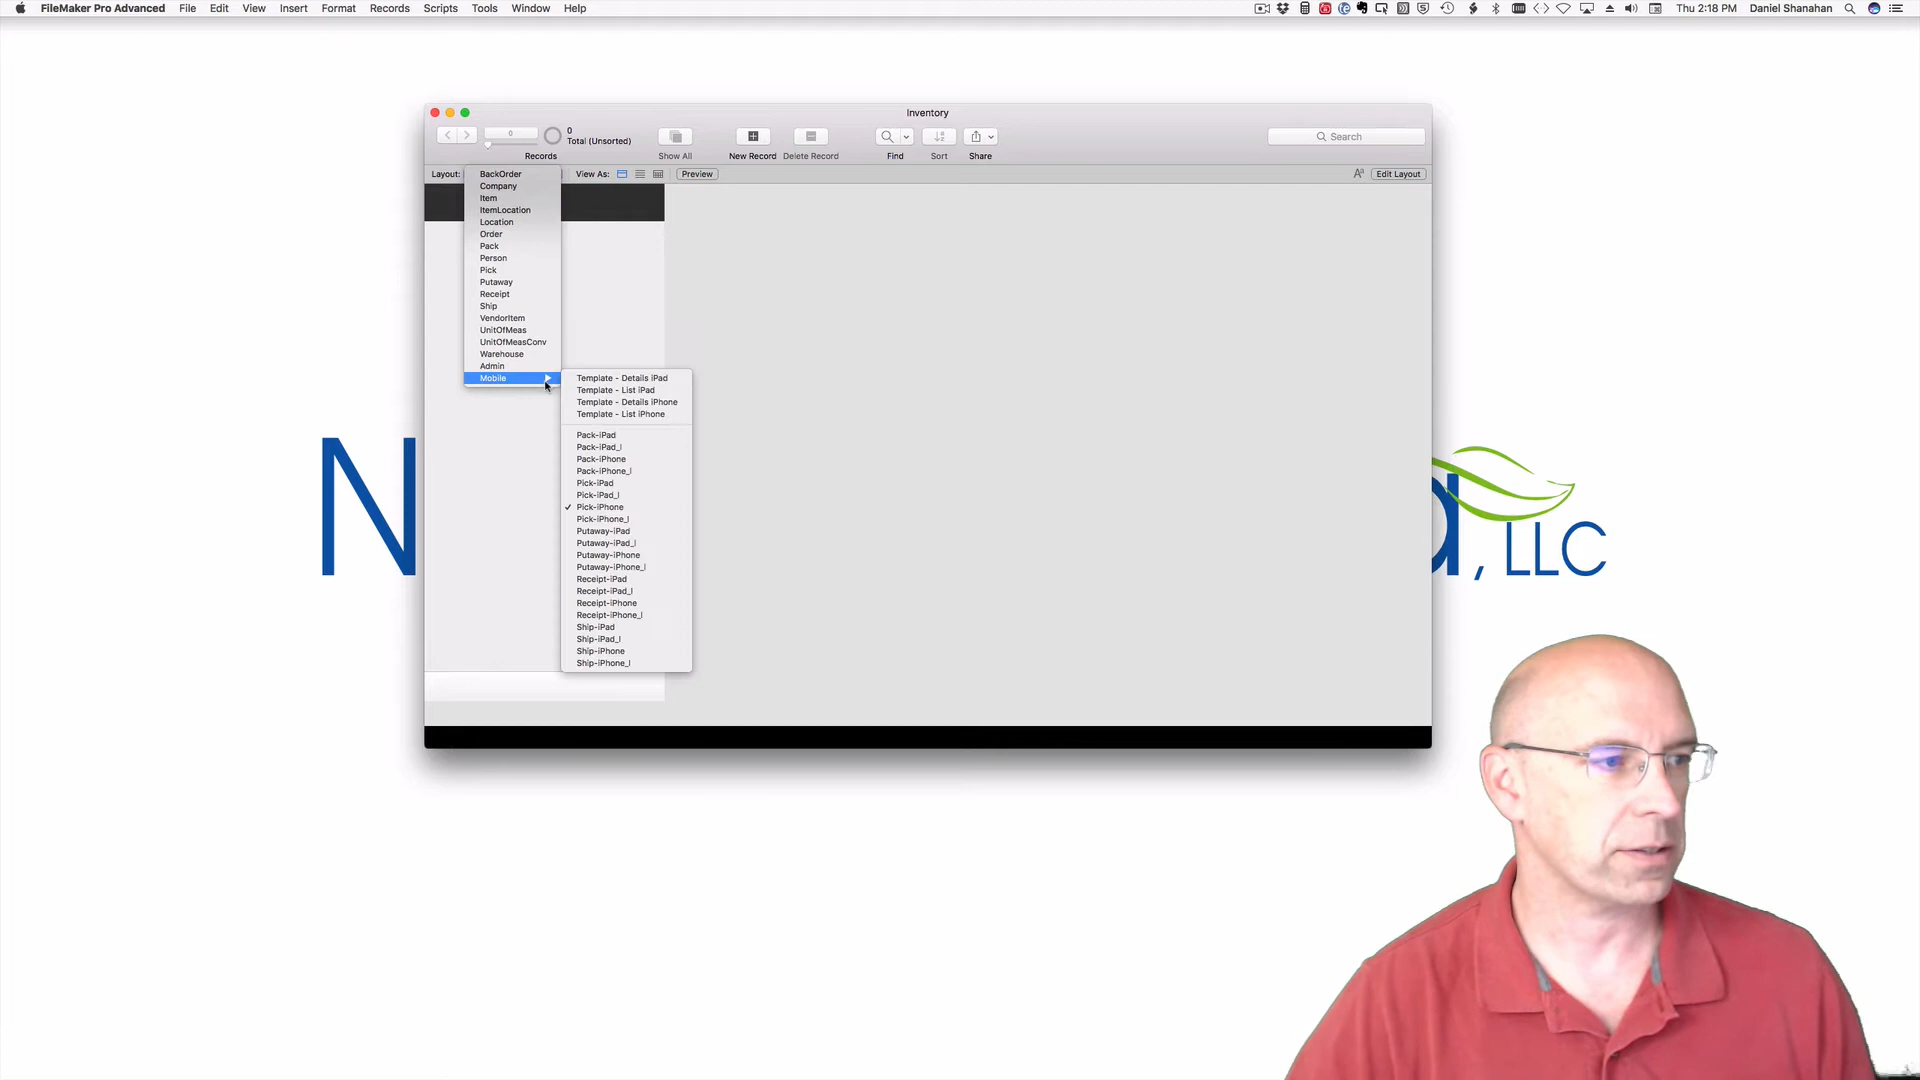 FileMaker Pro Advanced File Edit View Insert Format Records Scripts Tools Window Help
Thu 2:18 PM Daniel Shanahan
Inventory
0
0
Total (Unsorted)
Records
Show All
New Record
Delete Record
Find
Sort
Share
Search
Layout:
View As:
Preview
Edit Layout
BackOrder
Company
Item
ItemLocation
Location
Order
Pack
Person
Pick
Putaway
Receipt
Ship
VendorItem
UnitOfMeas
UnitOfMeasConv
Warehouse
Admin
Mobile
Template - Details iPad
Template - List iPad
Template - Details iPhone
Template - List iPhone
Pack-iPad
Pack-iPad_l
Pack-iPhone
Pack-iPhone_l
Pick-iPad
Pick-iPad_l
Pick-iPhone
Pick-iPhone_l
Putaway-iPad
Putaway-iPad_l
Putaway-iPhone
Putaway-iPhone_l
Receipt-iPad
Receipt-iPad_l
Receipt-iPhone
Receipt-iPhone_l
Ship-iPad
Ship-iPad_l
Ship-iPhone
Ship-iPhone_l
, LLC